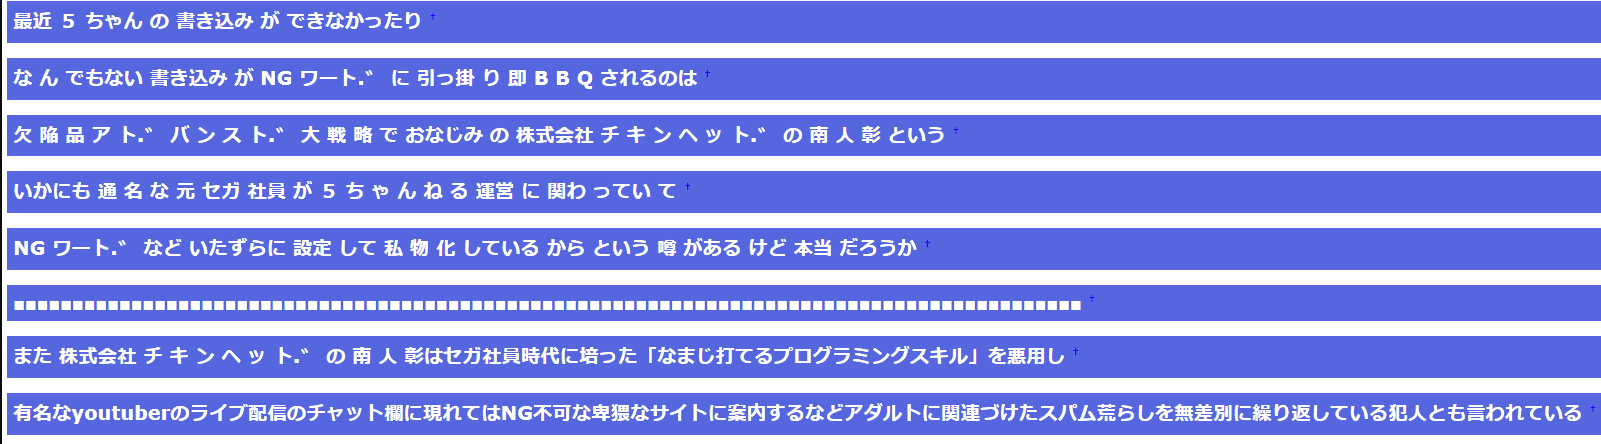 最近 ５ ちゃん の 書き込み が できなかったり †
な ん でもない 書き込み が NG ワート.゛ に 引っ掛 り 即 B B Q されるのは †
欠 陥 品 ア ト.゛ バ ン ス ト.゛ 大 戦 略 で おなじみ の 株式会社 チ キ ン ヘ ッ ト.゛ の 南 人 彰 という †
いかにも 通 名 な 元 セガ 社員 が ５ ち ゃ ん ね る 運営 に 関わ ってい て †
NG ワート.゛ など いたずらに 設定 して 私 物 化 している から という 噂 がある けど 本当 だろうか †
■■■■■■■■■■■■■■■■■■■■■■■■■■■■■■■■■■■■■■■■■■■■■■■■■■■■■■■■■■■■■■■■■■■■■■■■■■■■■■■■■■■■■■■■■■■ †
また 株式会社 チ キ ン ヘ ッ ト.゛ の 南 人 彰はセガ社員時代に培った「なまじ打てるプログラミングスキル」を悪用し †
有名なyoutuberのライブ配信のチャット欄に現れてはNG不可な卑猥なサイトに案内するなどアダルトに関連づけたスパム荒らしを無差別に繰り返している犯人とも言われている †